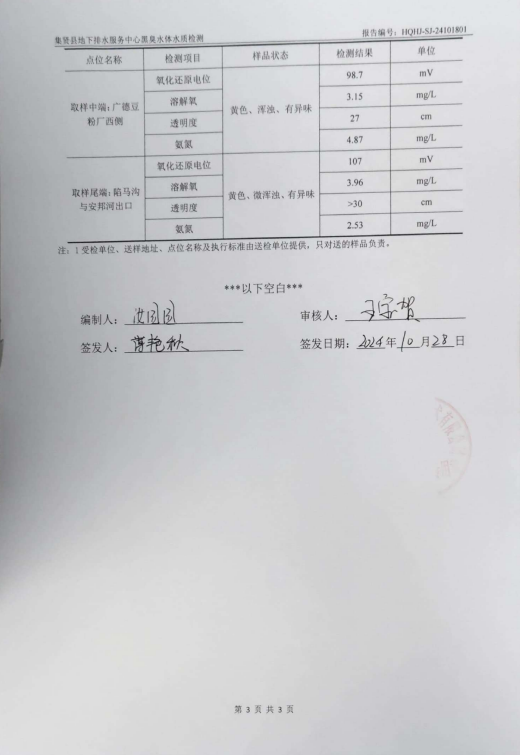 集贤县地下排水服务中心黑臭水体水质检测 报告编号：HQHJ-SJ-24101801
点位名称 检测项目 样品状态 检测结果 单位
取样中端：广德豆粉厂西侧 氧化还原电位 黄色、浑浊、有异味 98.7 mV
溶解氧 3.15 mg/L
透明度 27 cm
氨氮 4.87 mg/L
取样尾端：陷马沟与安邦河出口 氧化还原电位 黄色、微浑浊、有异味 107 mV
溶解氧 3.96 mg/L
透明度 >30 cm
氨氮 2.53 mg/L
注：1 受检单位、送样地址、点位名称及执行标准由送检单位提供，只对送的样品负责。
***以下空白***
编制人： 审核人：
签发人： 签发日期：2024年10月28日
第 3 页 共 3 页